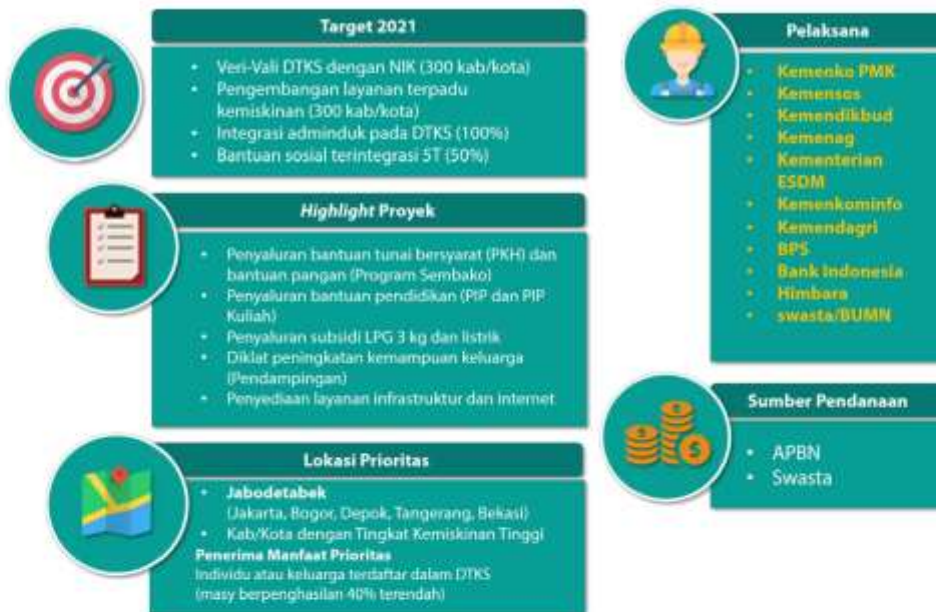 Target 2021
• Veri-Vali DTKS dengan NIK (300 kab/kota)
• Pengembangan layanan terpadu
kemiskinan (300 kab/kota)
• Integrasi adminduk pada DTKS (100%)
• Bantuan sosial terintegrasi 5T (50%)
Highlight Proyek
• Penyaluran bantuan tunai bersyarat (PKH) dan
bantuan pangan (Program Sembako)
• Penyaluran bantuan pendidikan (PIP dan PIP
Kuliah)
• Penyaluran subsidi LPG 3 kg dan listrik
• Diklat peningkatan kemampuan keluarga
(Pendampingan)
• Penyediaan layanan infrastruktur dan internet
Lokasi Prioritas
• Jabodetabek
(Jakarta, Bogor, Depok, Tangerang, Bekasi)
• Kab/Kota dengan Tingkat Kemiskinan Tinggi
Penerima Manfaat Prioritas
Individu atau keluarga terdaftar dalam DTKS
(masy berpenghasilan 40% terendah)
Pelaksana
• Kemenko PMK
• Kemensos
• Kemendikbud
• Kemenag
• Kementerian
ESDM
• Kemenkominfo
• Kemendagri
• BPS
• Bank Indonesia
• Himbara
• swasta/BUMN
Sumber Pendanaan
• APBN
• Swasta